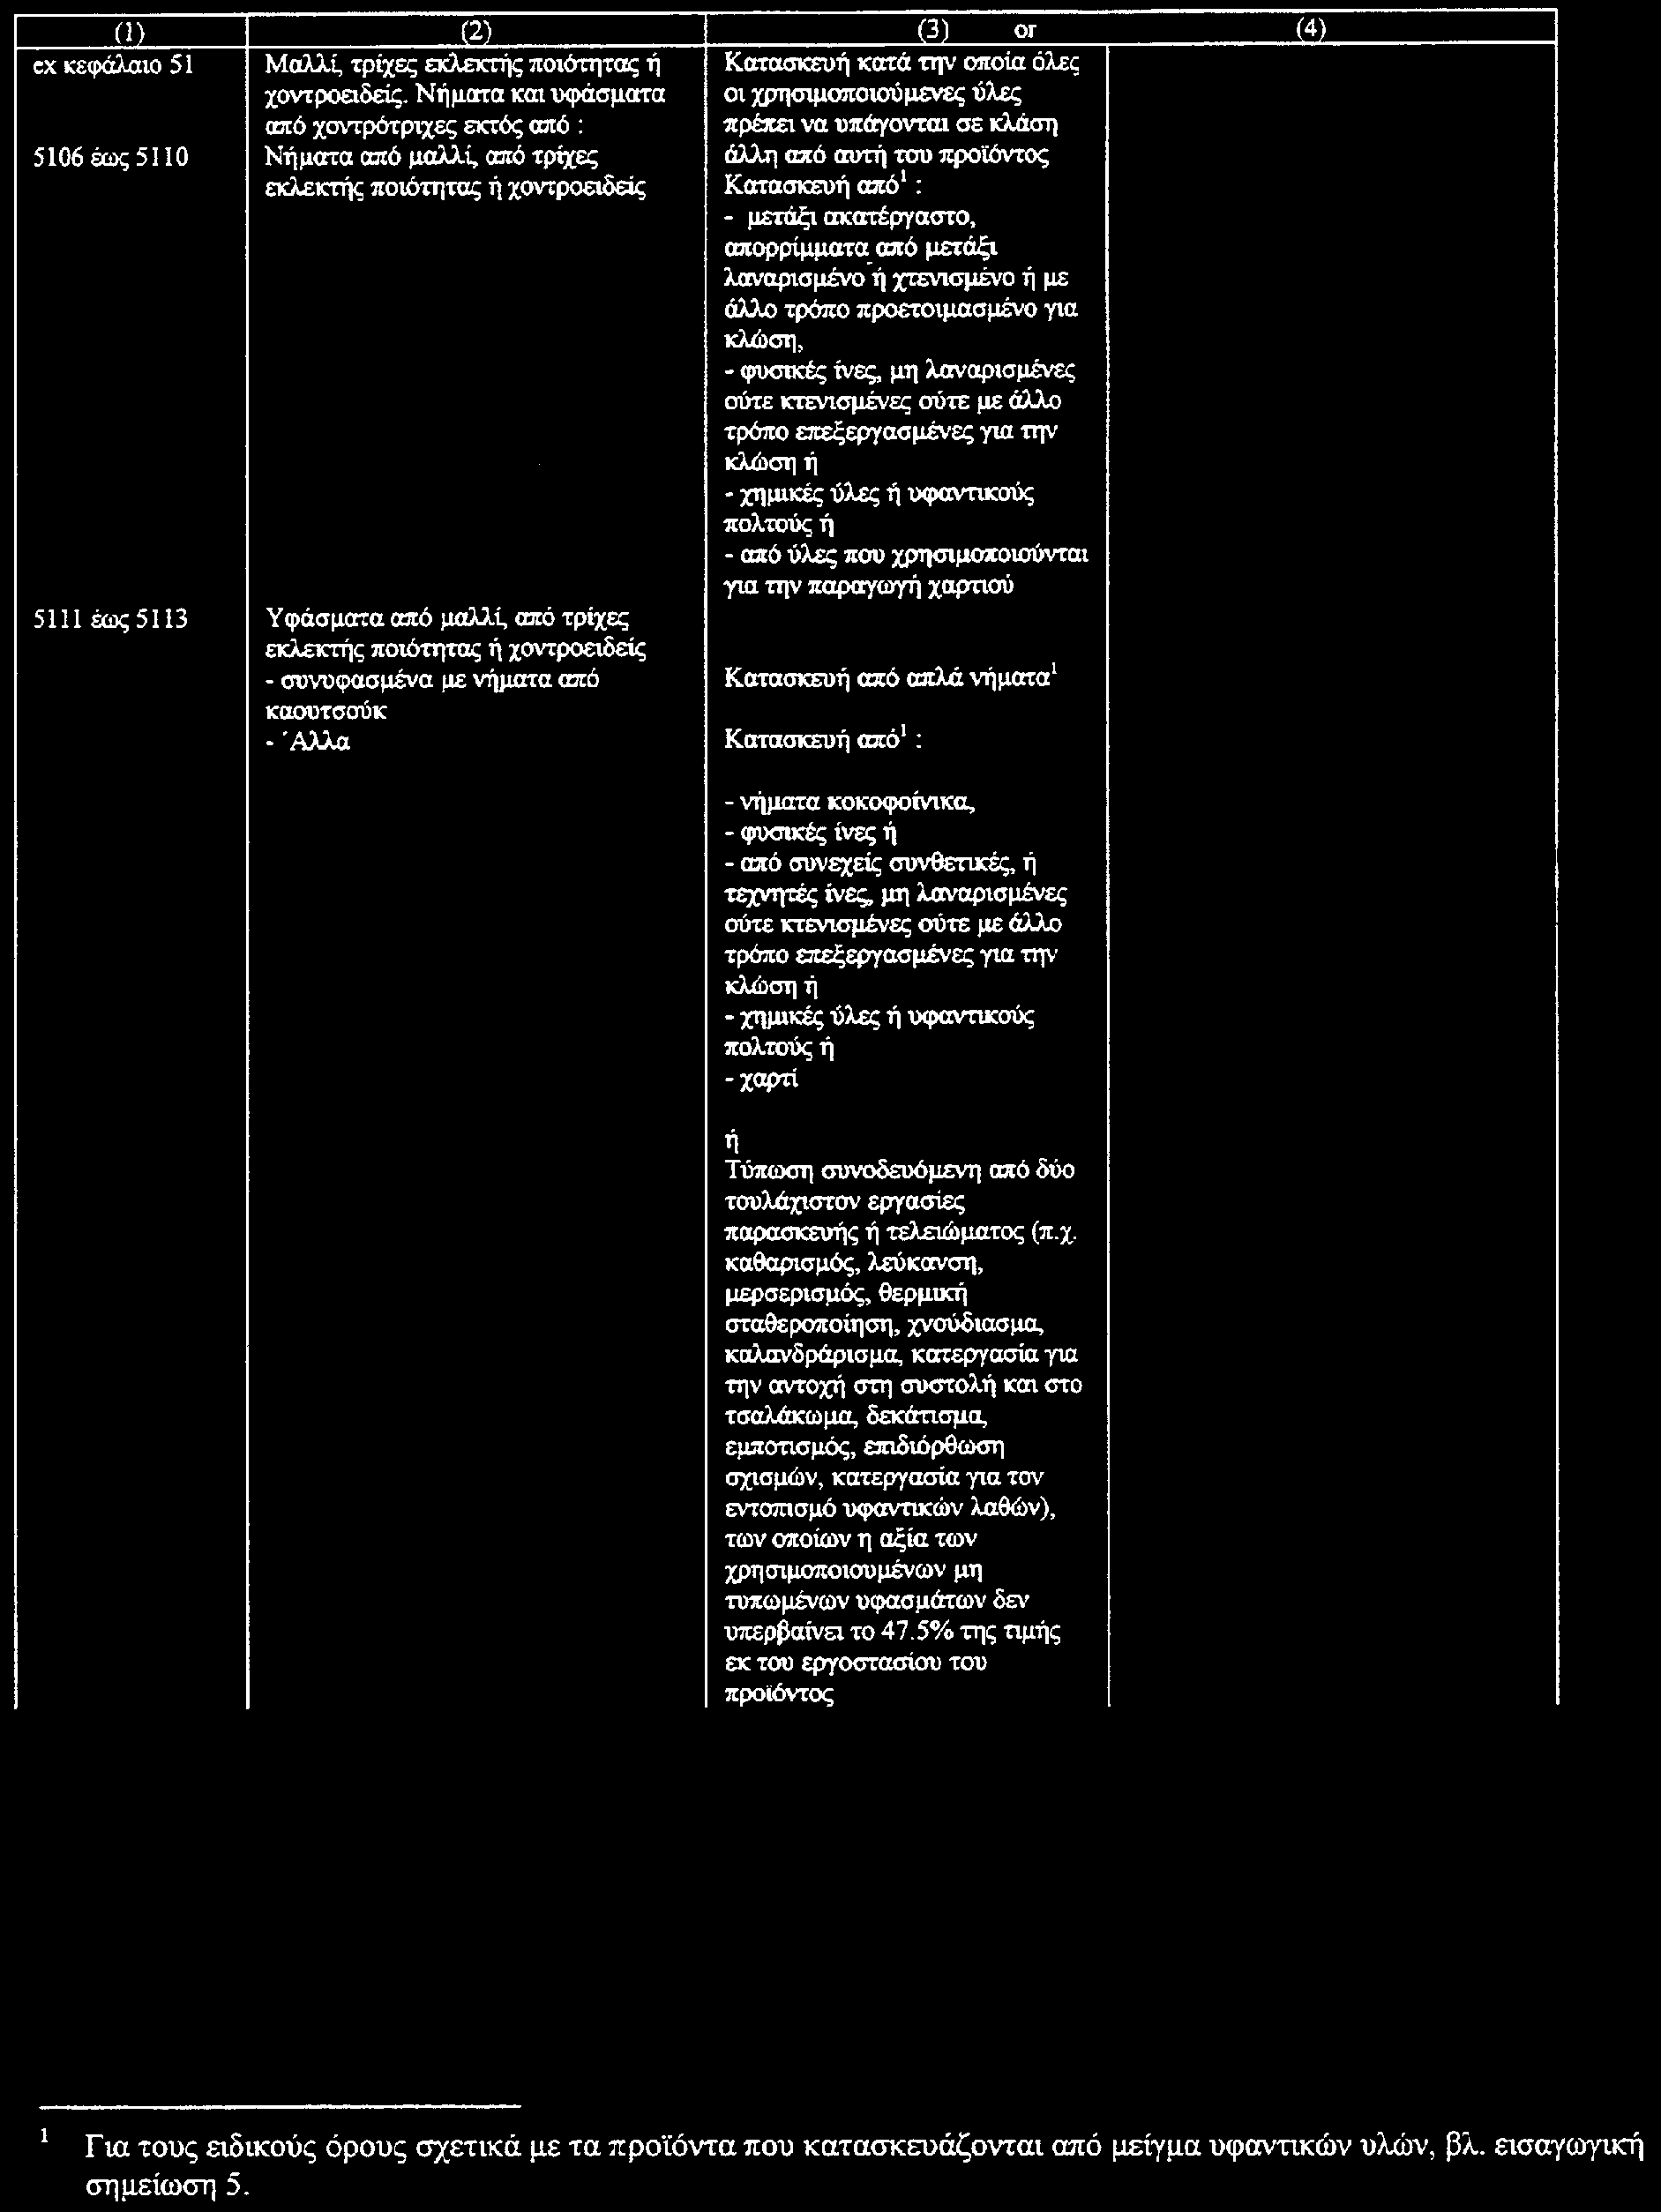 (1) (2) (3) or (4)
ex κεφάλαιο 51
Μαλλί, τρίχες εκλεκτής ποιότητας ή
χοντροειδείς. Νήματα και υφάσματα
από χοντρότριχες εκτός από :
Κατασκευή κατά την οποία όλες
οι χρησιμοποιούμενες ύλες
πρέπει να υπάγονται σε κλάση
άλλη από αυτή του προϊόντος
5106 έως 5110
Νήματα από μαλλί, από τρίχες
εκλεκτής ποιότητας ή χοντροειδείς
Κατασκευή από¹ :
- μετάξι ακατέργαστο,
απορρίμματα από μετάξι
λαναρισμένο ή χτενισμένο ή με
άλλο τρόπο προετοιμασμένο για
κλώση,
- φυσικές ίνες, μη λαναρισμένες
ούτε κτενισμένες ούτε με άλλο
τρόπο επεξεργασμένες για την
κλώση ή
- χημικές ύλες ή υφαντικούς
πολτούς ή
- από ύλες που χρησιμοποιούνται
για την παραγωγή χαρτιού
5111 έως 5113
Υφάσματα από μαλλί, από τρίχες
εκλεκτής ποιότητας ή χοντροειδείς
- συνυφασμένα με νήματα από
καουτσούκ
Κατασκευή από απλά νήματα¹
- Άλλα
Κατασκευή από¹ :
- νήματα κοκοφοίνικα,
- φυσικές ίνες ή
- από συνεχείς συνθετικές, ή
τεχνητές ίνες, μη λαναρισμένες
ούτε κτενισμένες ούτε με άλλο
τρόπο επεξεργασμένες για την
κλώση ή
- χημικές ύλες ή υφαντικούς
πολτούς ή
- χαρτί
ή
Τύπωση συνοδευόμενη από δύο
τουλάχιστον εργασίες
παρασκευής ή τελειώματος (π.χ.
καθαρισμός, λεύκανση,
μερσερισμός, θερμική
σταθεροποίηση, χνούδιασμα,
καλανδράρισμα, κατεργασία για
την αντοχή στη συστολή και στο
τσαλάκωμα, δεκάτισμα,
εμποτισμός, επιδιόρθωση
σχισμών, κατεργασία για τον
εντοπισμό υφαντικών λαθών),
των οποίων η αξία των
χρησιμοποιουμένων μη
τυπωμένων υφασμάτων δεν
υπερβαίνει το 47.5% της τιμής
εκ του εργοστασίου του
προϊόντος
¹ Για τους ειδικούς όρους σχετικά με τα προϊόντα που κατασκευάζονται από μείγμα υφαντικών υλών, βλ. εισαγωγική
σημείωση 5.